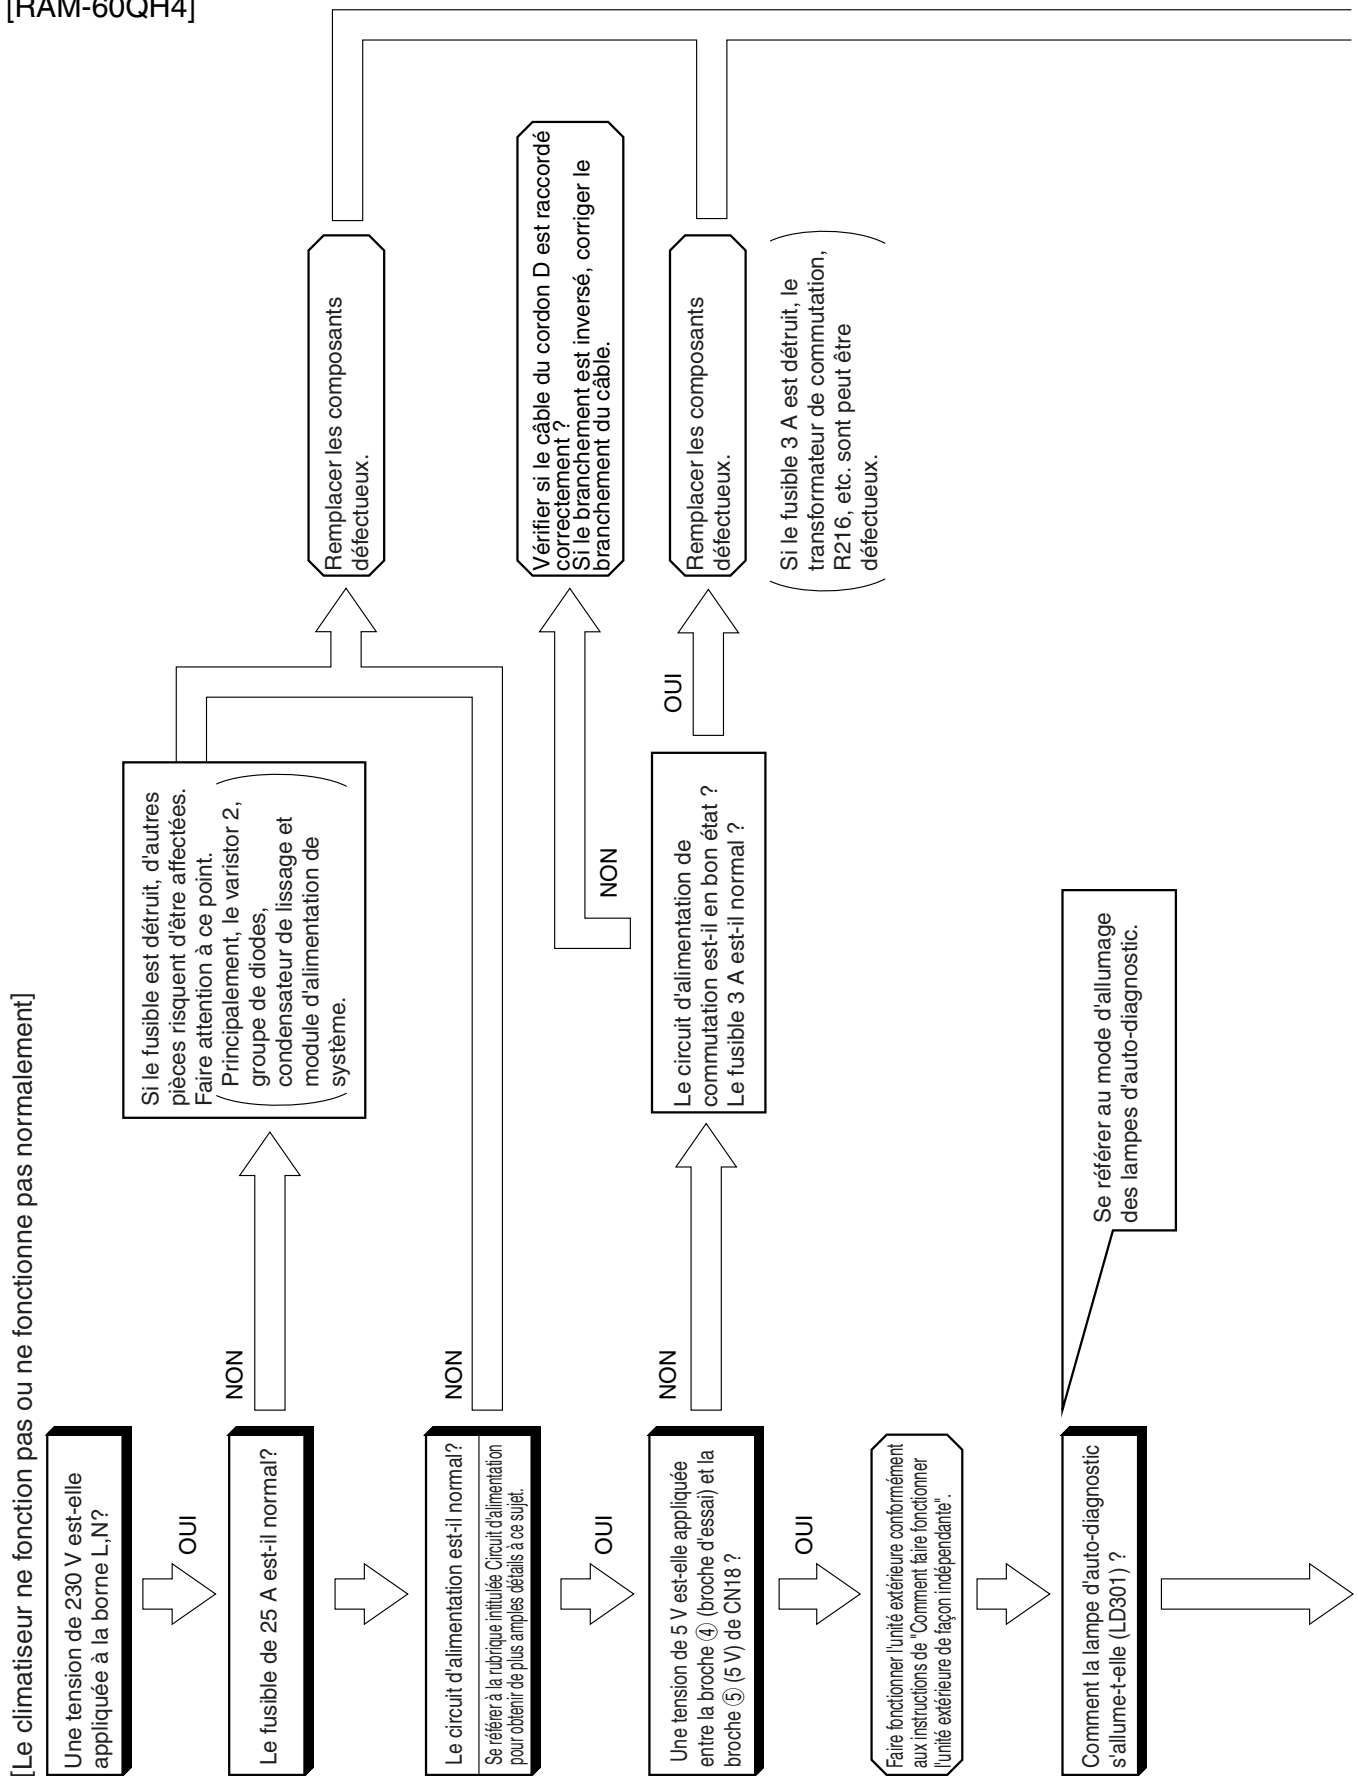 [RAM-60QH4]
[Le climatiseur ne fonction pas ou ne fonctionne pas normalement]
Une tension de 230 V est-elle
appliquée à la borne L,N?
OUI
Le fusible de 25 A est-il normal?
NON
Si le fusible est détruit, d'autres
pièces risquent d'être affectées.
Faire attention à ce point.
Principalement, le varistor 2,
groupe de diodes,
condensateur de lissage et
module d'alimentation de
système.
Remplacer les composants
défectueux.
Le circuit d'alimentation est-il normal?
Se référer à la rubrique intitulée Circuit d'alimentation
pour obtenir de plus amples détails à ce sujet.
NON
OUI
Une tension de 5 V est-elle appliquée
entre la broche ④ (broche d'essai) et la
broche ⑤ (5 V) de CN18 ?
NON
Le circuit d'alimentation de
commutation est-il en bon état ?
Le fusible 3 A est-il normal ?
NON
Vérifier si le câble du cordon D est raccordé
correctement ?
Si le branchement est inversé, corriger le
branchement du câble.
OUI
Remplacer les composants
défectueux.
Si le fusible 3 A est détruit, le
transformateur de commutation,
R216, etc. sont peut être
défectueux.
OUI
Faire fonctionner l'unité extérieure conformément
aux instructions de "Comment faire fonctionner
l'unité extérieure de façon indépendante".
Comment la lampe d'auto-diagnostic
s'allume-t-elle (LD301) ?
Se référer au mode d'allumage
des lampes d'auto-diagnostic.